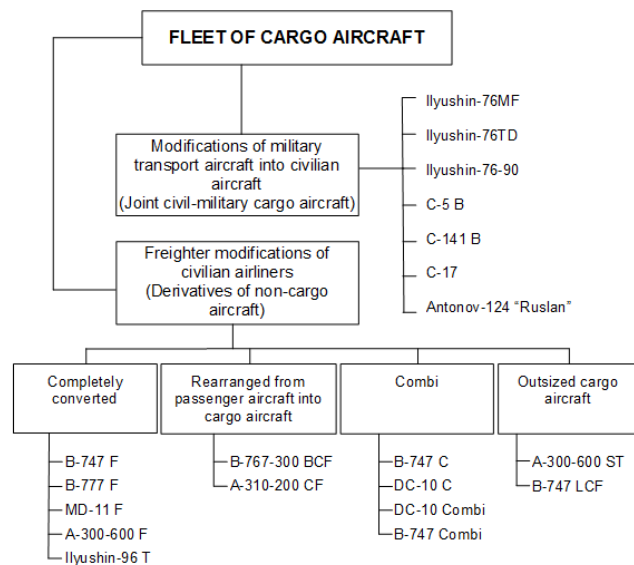 FLEET OF CARGO AIRCRAFT
Modifications of military
transport aircraft into civilian
aircraft
(Joint civil-military cargo aircraft)
Ilyushin-76MF
Ilyushin-76TD
Ilyushin-76-90
C-5 B
C-141 B
C-17
Antonov-124 “Ruslan”
Freighter modifications of
civilian airliners
(Derivatives of non-cargo
aircraft)
Completely
converted
B-747 F
B-777 F
MD-11 F
A-300-600 F
Ilyushin-96 T
Rearranged from
passenger aircraft into
cargo aircraft
B-767-300 BCF
A-310-200 CF
Combi
B-747 C
DC-10 C
DC-10 Combi
B-747 Combi
Outsized cargo
aircraft
A-300-600 ST
B-747 LCF